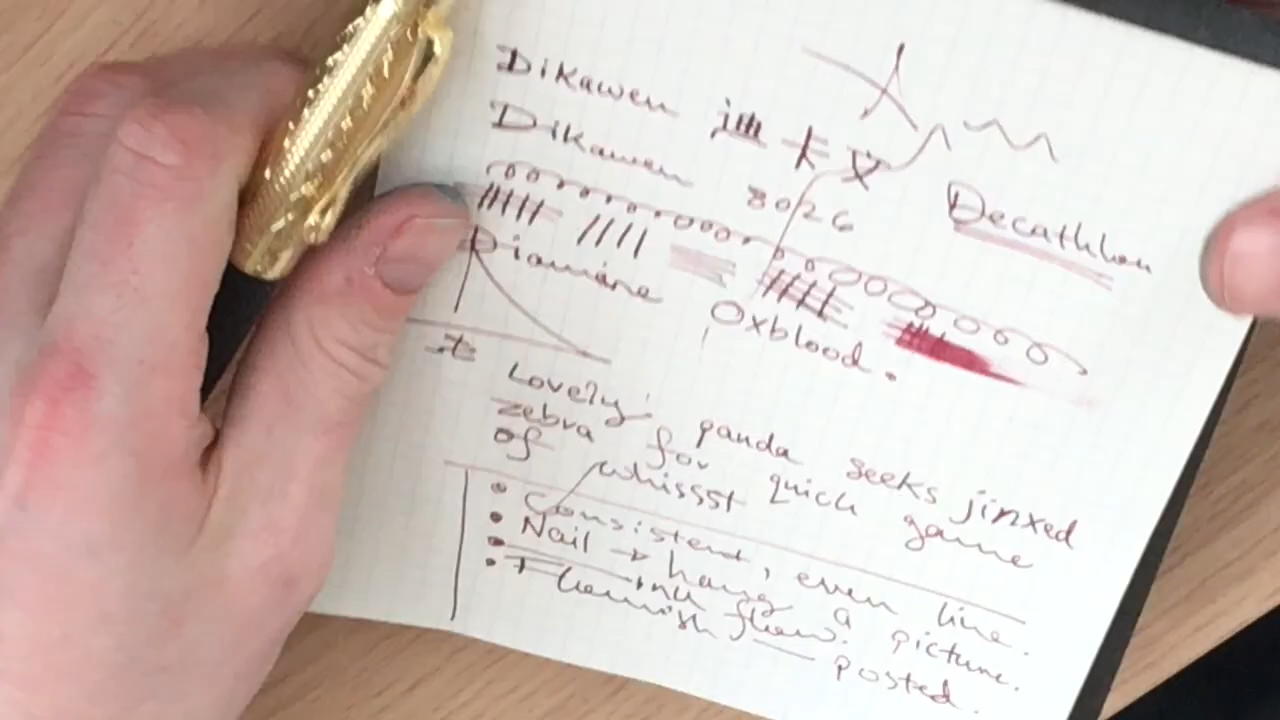 Dikawen
Dikawen 8026
Decathlon
Diamine Oxblood.
Lovely panda seeks jinxed
zebra for quick game
of whissst
• Consistent, even line.
• Nail → hang a picture.
• ink flow.
posted.